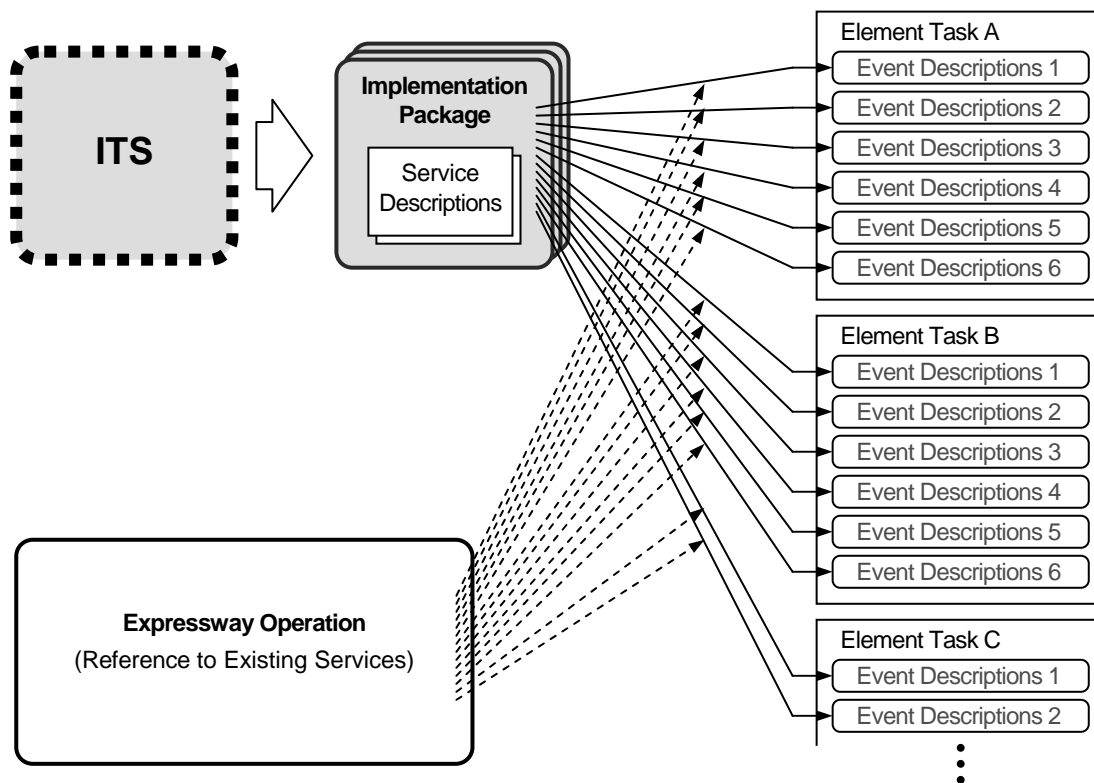 ITS
Implementation
Package
Service
Descriptions
Expressway Operation
(Reference to Existing Services)
Element Task A
Event Descriptions 1
Event Descriptions 2
Event Descriptions 3
Event Descriptions 4
Event Descriptions 5
Event Descriptions 6
Element Task B
Event Descriptions 1
Event Descriptions 2
Event Descriptions 3
Event Descriptions 4
Event Descriptions 5
Event Descriptions 6
Element Task C
Event Descriptions 1
Event Descriptions 2